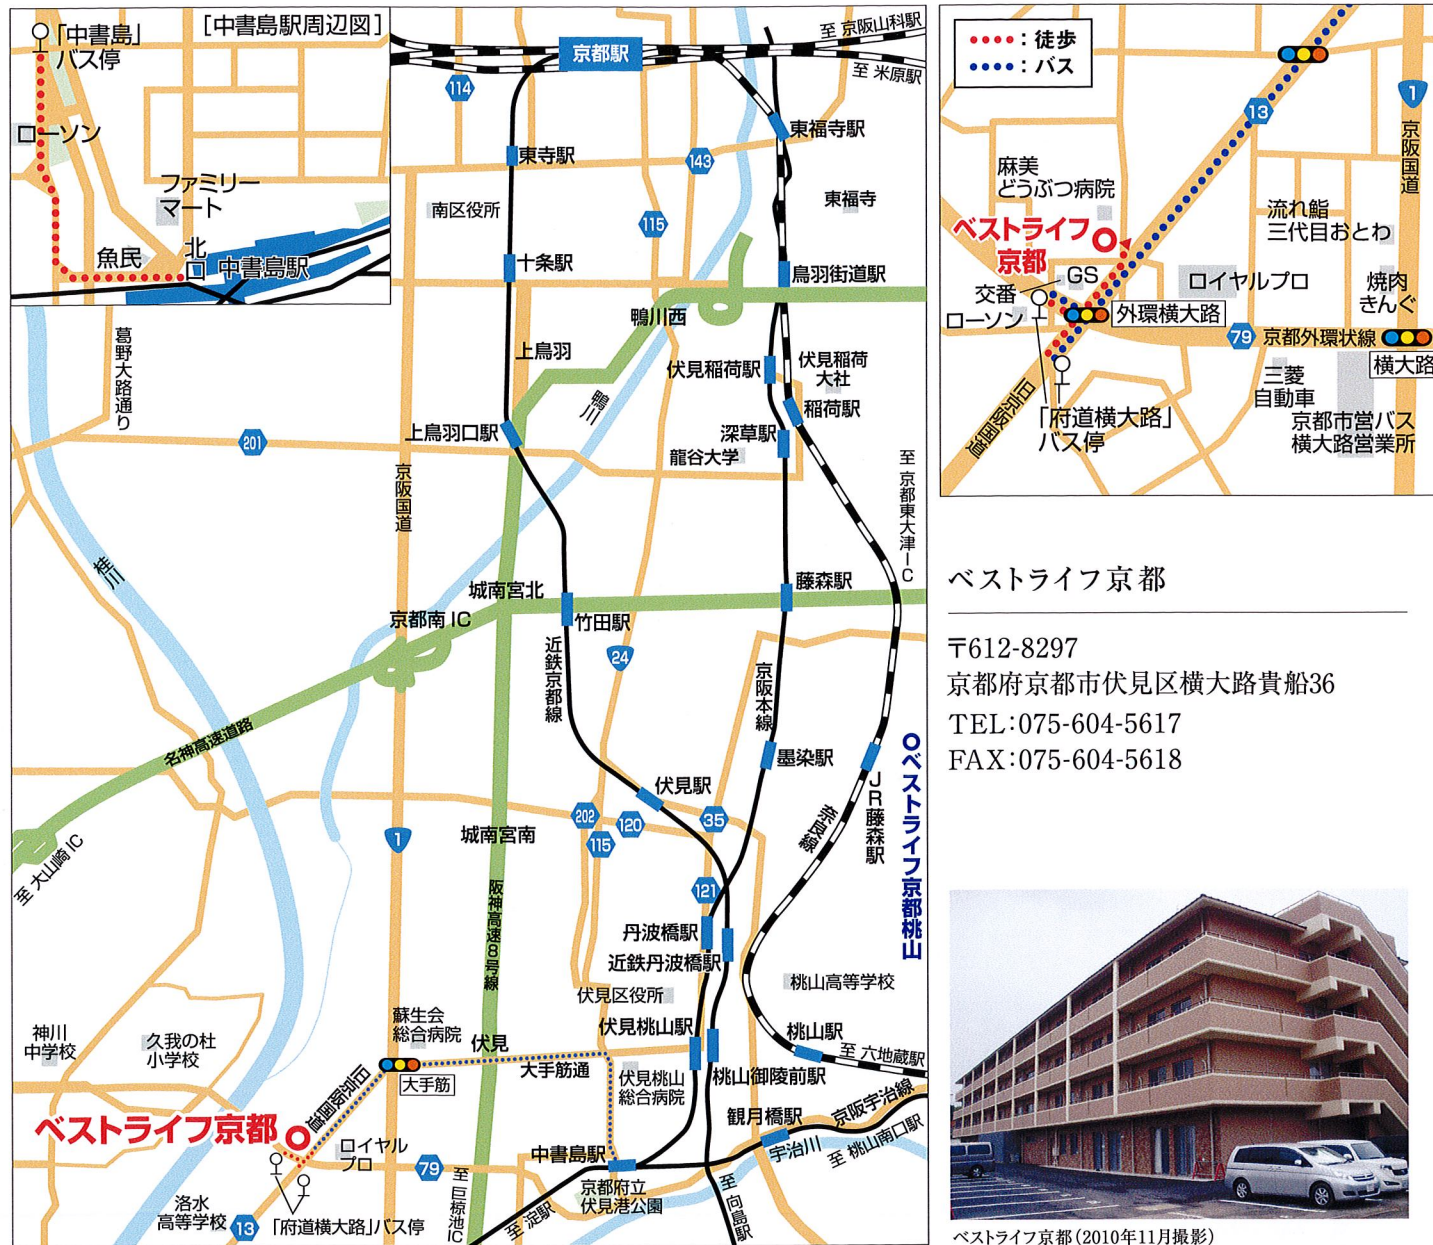 [中書島駅周辺図]
「中書島」
バス停
ローソン
ファミリー
マート
魚民
北
口
中書島駅
京都駅
至 京阪山科駅
至 米原駅
114
東福寺駅
東寺駅
143
南区役所
115
東福寺
十条駅
鳥羽街道駅
鴨川西
葛野大路通り
上鳥羽
鴨川
伏見稲荷駅
伏見稲荷
大社
稲荷駅
上鳥羽口駅
深草駅
201
龍谷大学
京阪国道
至 京都東大津IC
桂川
城南宮北
藤森駅
京都南 IC
竹田駅
近鉄京都線
24
京阪本線
名神高速道路
墨染駅
ベストライフ京都桃山
伏見駅
JR藤森駅
奈良線
202
120
35
115
1
城南宮南
至 大山崎 IC
阪神高速8号線
121
丹波橋駅
近鉄丹波橋駅
桃山高等学校
伏見区役所
神川
中学校
久我の杜
小学校
蘇生会
総合病院
伏見
伏見桃山駅
桃山駅
至 六地蔵駅
大手筋
大手筋通
伏見桃山
総合病院
桃山御陵前駅
旧京阪国道
観月橋駅
京阪宇治線
ベストライフ京都
ロイヤル
プロ
79
中書島駅
宇治川
至 桃山南口駅
至 巨椋池IC
京都府立
伏見港公園
至 淀駅
至 向島駅
洛水
高等学校
13
「府道横大路」バス停
:徒歩
:バス
13
1
京阪国道
麻美
どうぶつ病院
流れ鮨
三代目おとわ
ベストライフ
京都
GS
ロイヤルプロ
焼肉
きんぐ
交番
ローソン
外環横大路
79
京都外環状線
横大路
三菱
自動車
旧京阪国道
「府道横大路」
バス停
京都市営バス
横大路営業所
ベストライフ京都
〒612-8297
京都府京都市伏見区横大路貴船36
TEL:075-604-5617
FAX:075-604-5618
ベストライフ京都(2010年11月撮影)